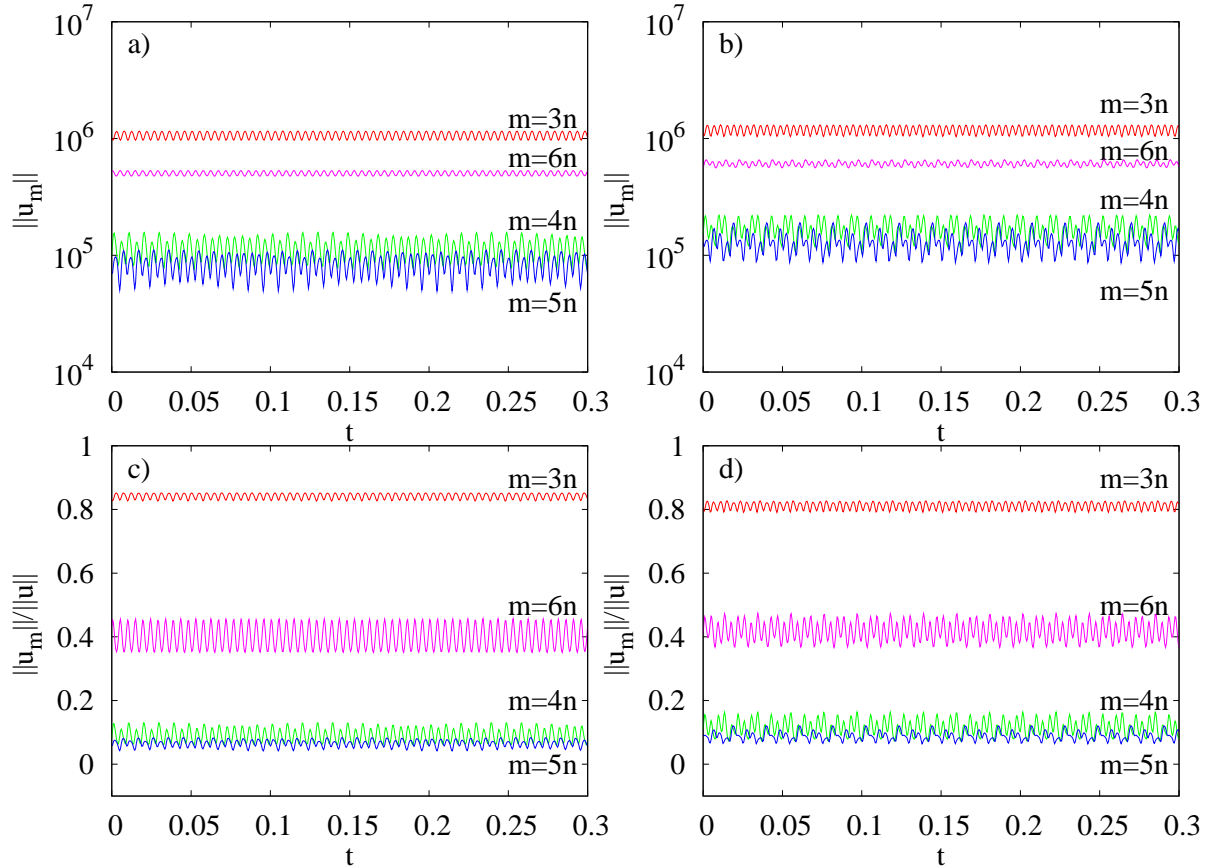 10^7
a)
m=3n
10^6
m=6n
||u_m||
m=4n
10^5
m=5n
10^4
0 0.05 0.1 0.15 0.2 0.25 0.3
t
10^7
b)
m=3n
10^6
m=6n
||u_m||
m=4n
10^5
m=5n
10^4
0 0.05 0.1 0.15 0.2 0.25 0.3
t
1
c)
m=3n
0.8
0.6
m=6n
||u_m||/||u||
0.4
m=4n
0.2
m=5n
0
0 0.05 0.1 0.15 0.2 0.25 0.3
t
1
d)
m=3n
0.8
0.6
m=6n
||u_m||/||u||
0.4
m=4n
0.2
m=5n
0
0 0.05 0.1 0.15 0.2 0.25 0.3
t